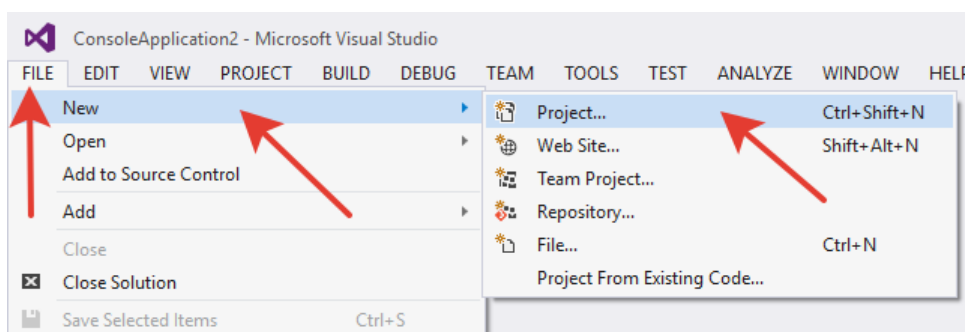 ConsoleApplication2 - Microsoft Visual Studio
FILE EDIT VIEW PROJECT BUILD DEBUG TEAM TOOLS TEST ANALYZE WINDOW HELP
New
Open
Add to Source Control
Add
Close
Close Solution
Save Selected Items Ctrl+S
Project... Ctrl+Shift+N
Web Site... Shift+Alt+N
Team Project...
Repository...
File... Ctrl+N
Project From Existing Code...